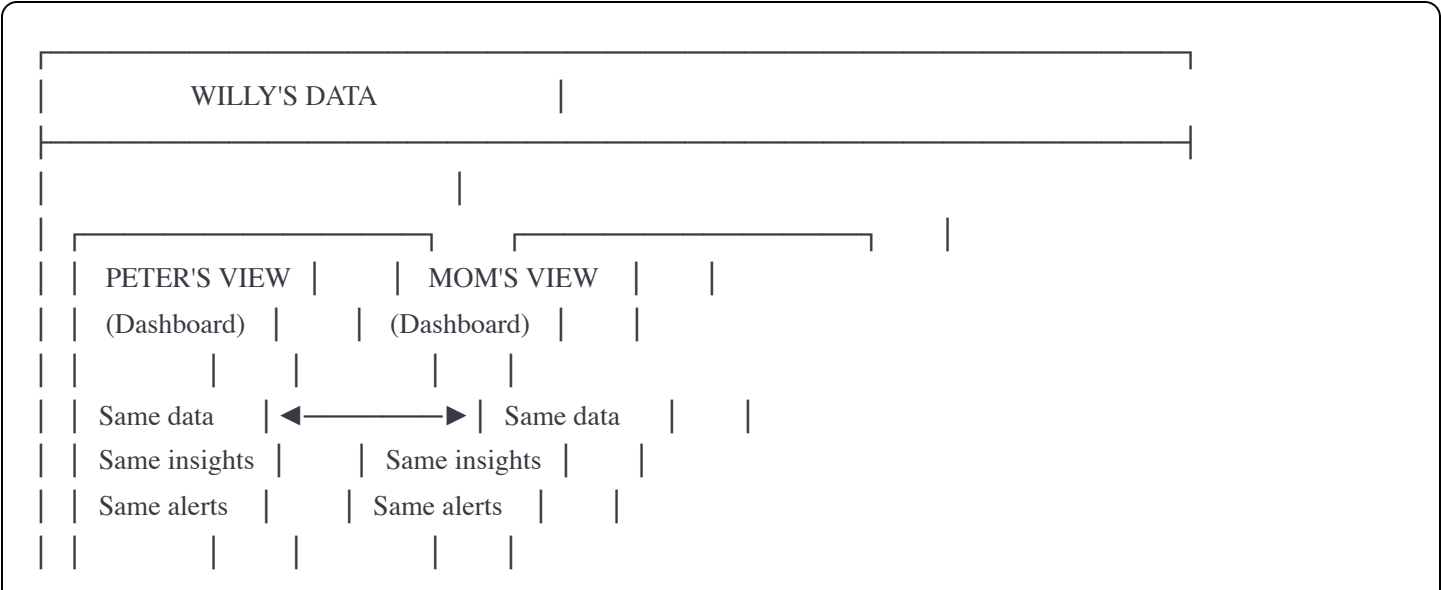 WILLY'S DATA
PETER'S VIEW MOM'S VIEW
(Dashboard) (Dashboard)
Same data ◄───────► Same data
Same insights Same insights
Same alerts Same alerts